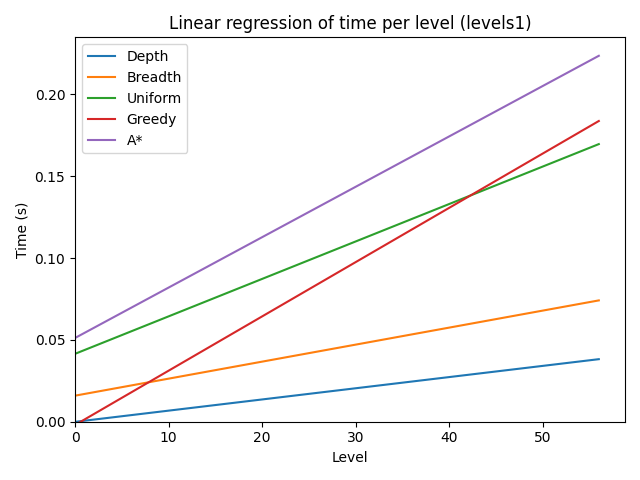 Linear regression of time per level (levels1)
Depth
Breadth
Uniform
Greedy
A*
Time (s)
0.20
0.15
0.10
0.05
0.00
0 10 20 30 40 50
Level